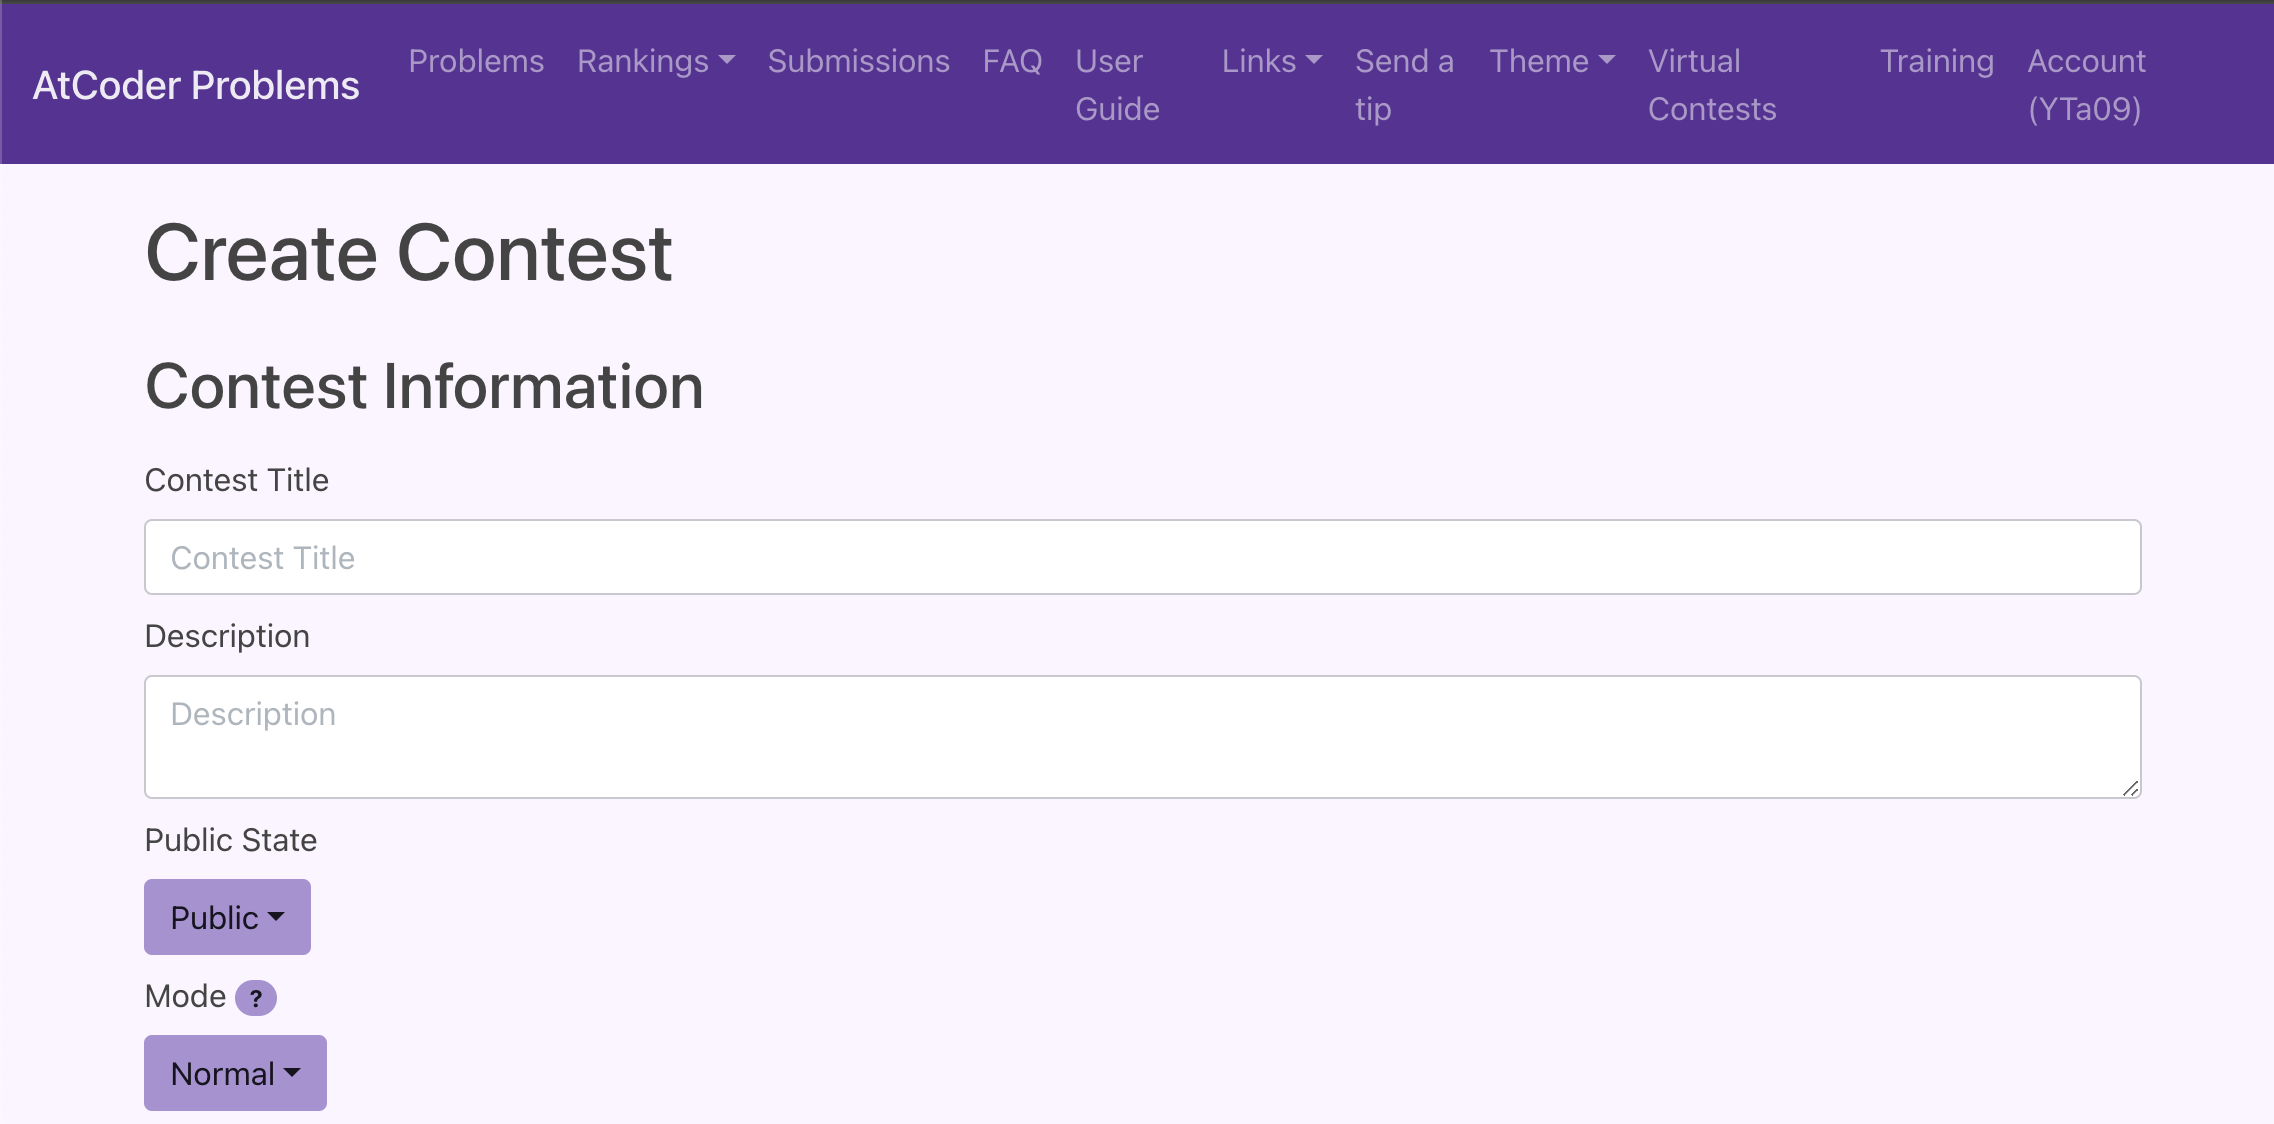 AtCoder Problems
Problems
Rankings
Submissions
FAQ
User
Guide
Links
Send a
tip
Theme
Virtual
Contests
Training
Account
(YTa09)
Create Contest
Contest Information
Contest Title
Contest Title
Description
Description
Public State
Public
Mode ?
Normal